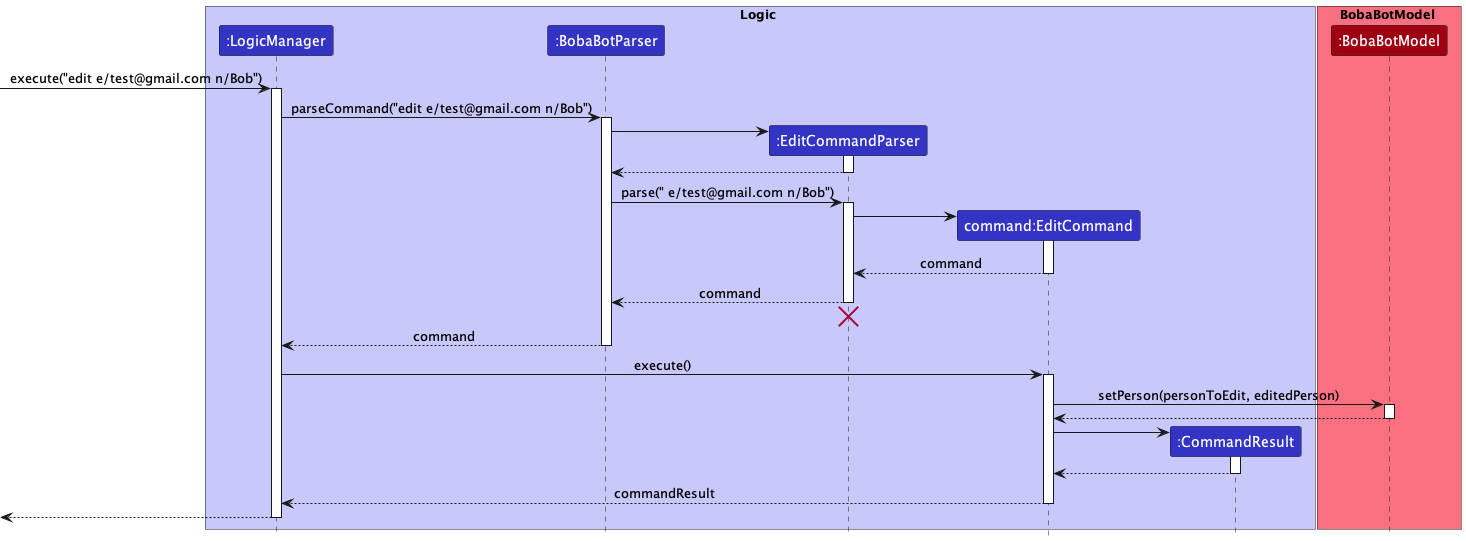 Logic
BobaBotModel
:LogicManager
:BobaBotParser
:BobaBotModel
execute("edit e/test@gmail.com n/Bob")
parseCommand("edit e/test@gmail.com n/Bob")
:EditCommandParser
parse(" e/test@gmail.com n/Bob")
command:EditCommand
command
command
command
execute()
setPerson(personToEdit, editedPerson)
:CommandResult
commandResult